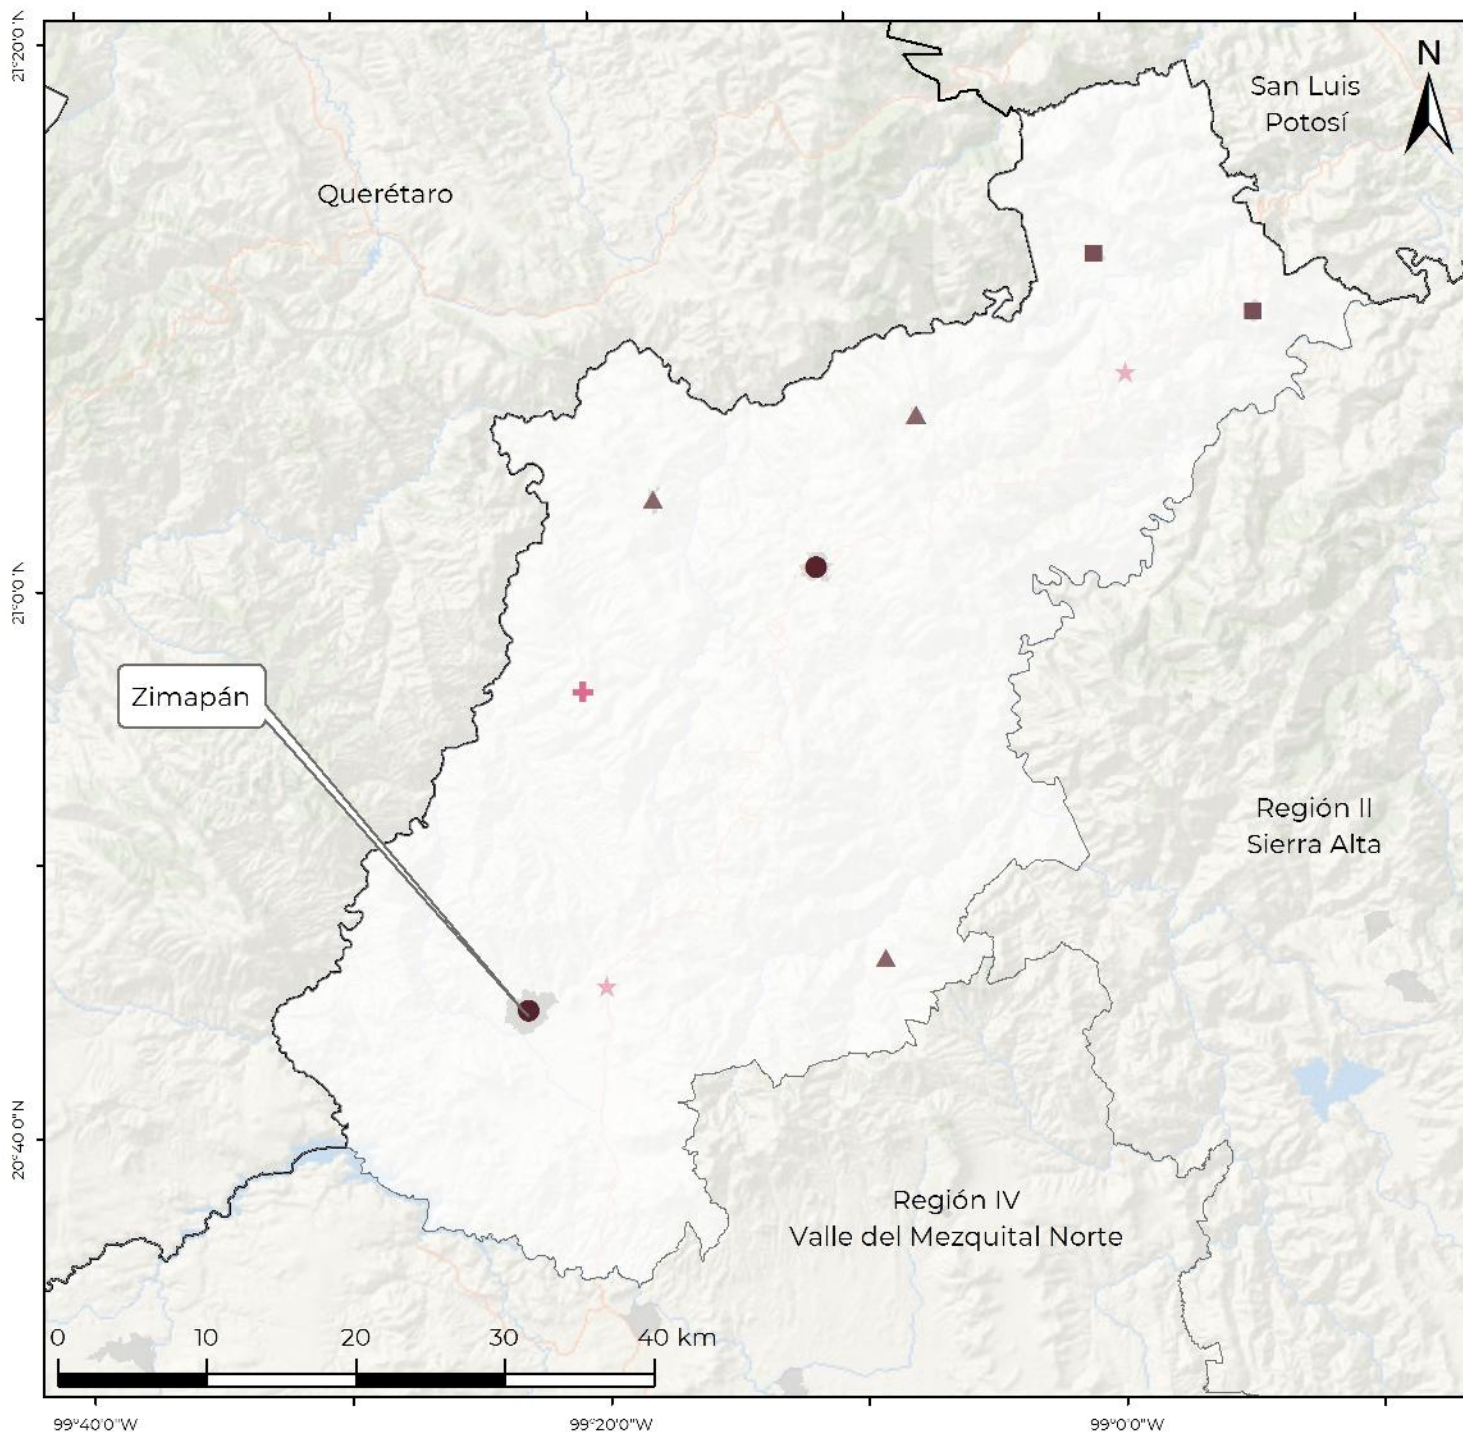 21°20'0"N
N
San Luis
Potosí
Querétaro
21°0'0"N
Zimapán
Región II
Sierra Alta
20°40'0"N
Región IV
Valle del Mezquital Norte
0 10 20 30 40 km
99°40'0"W 99°20'0"W 99°0'0"W